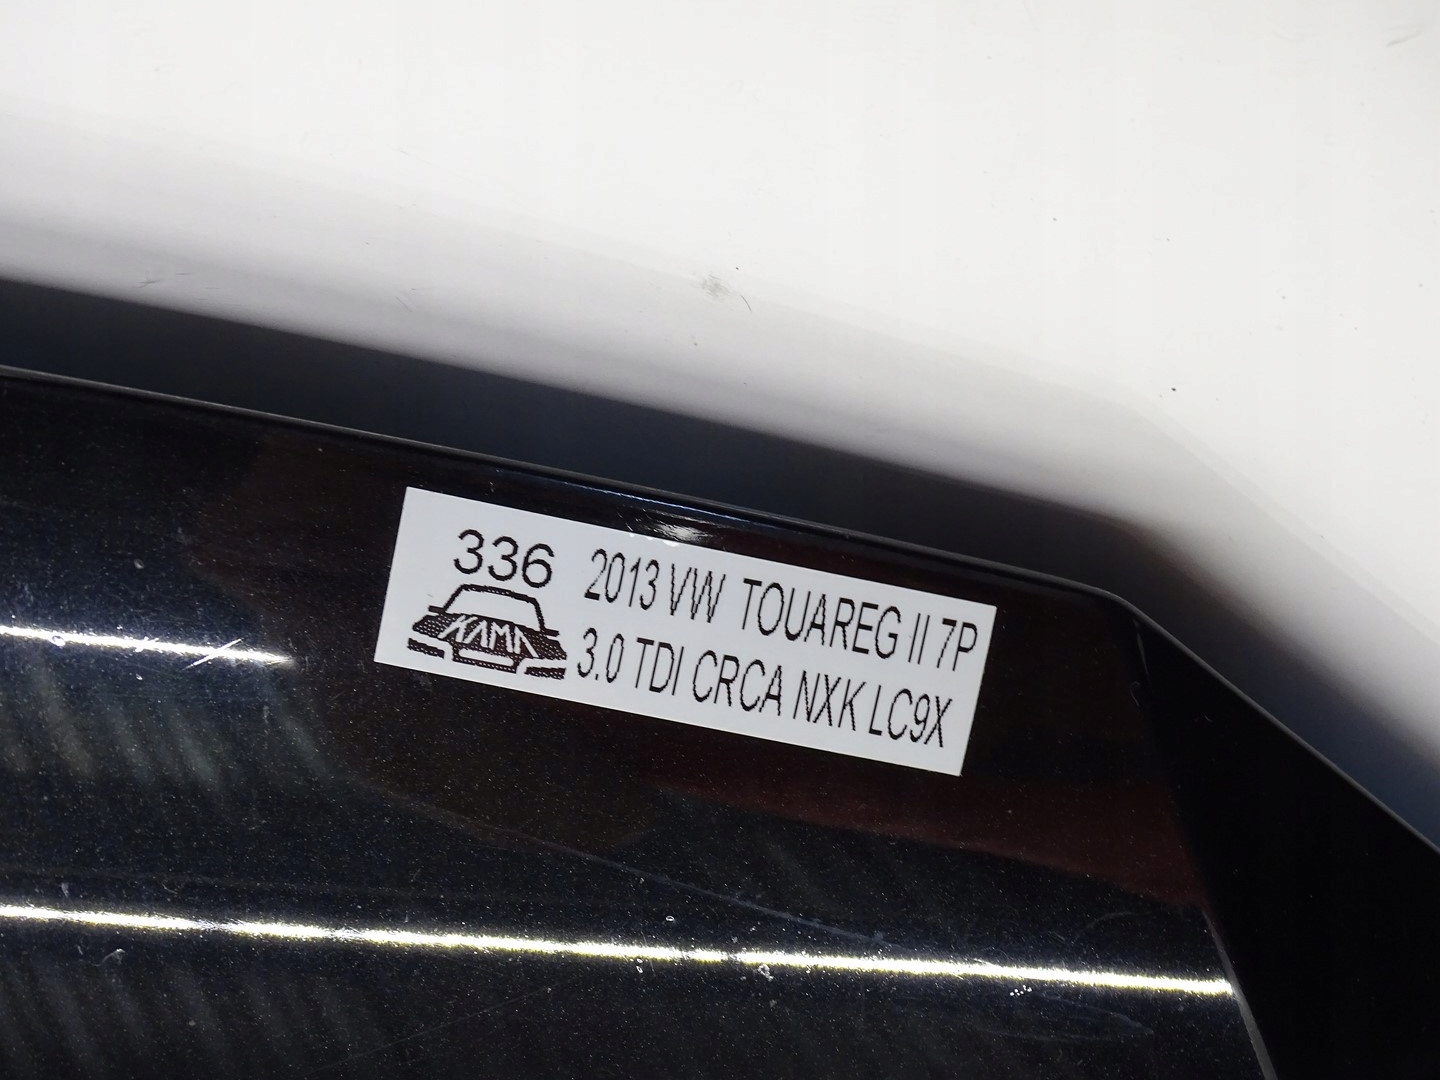 336
KAMA
2013 VW TOUAREG II 7P
3.0 TDI CRCA NXK LC9X